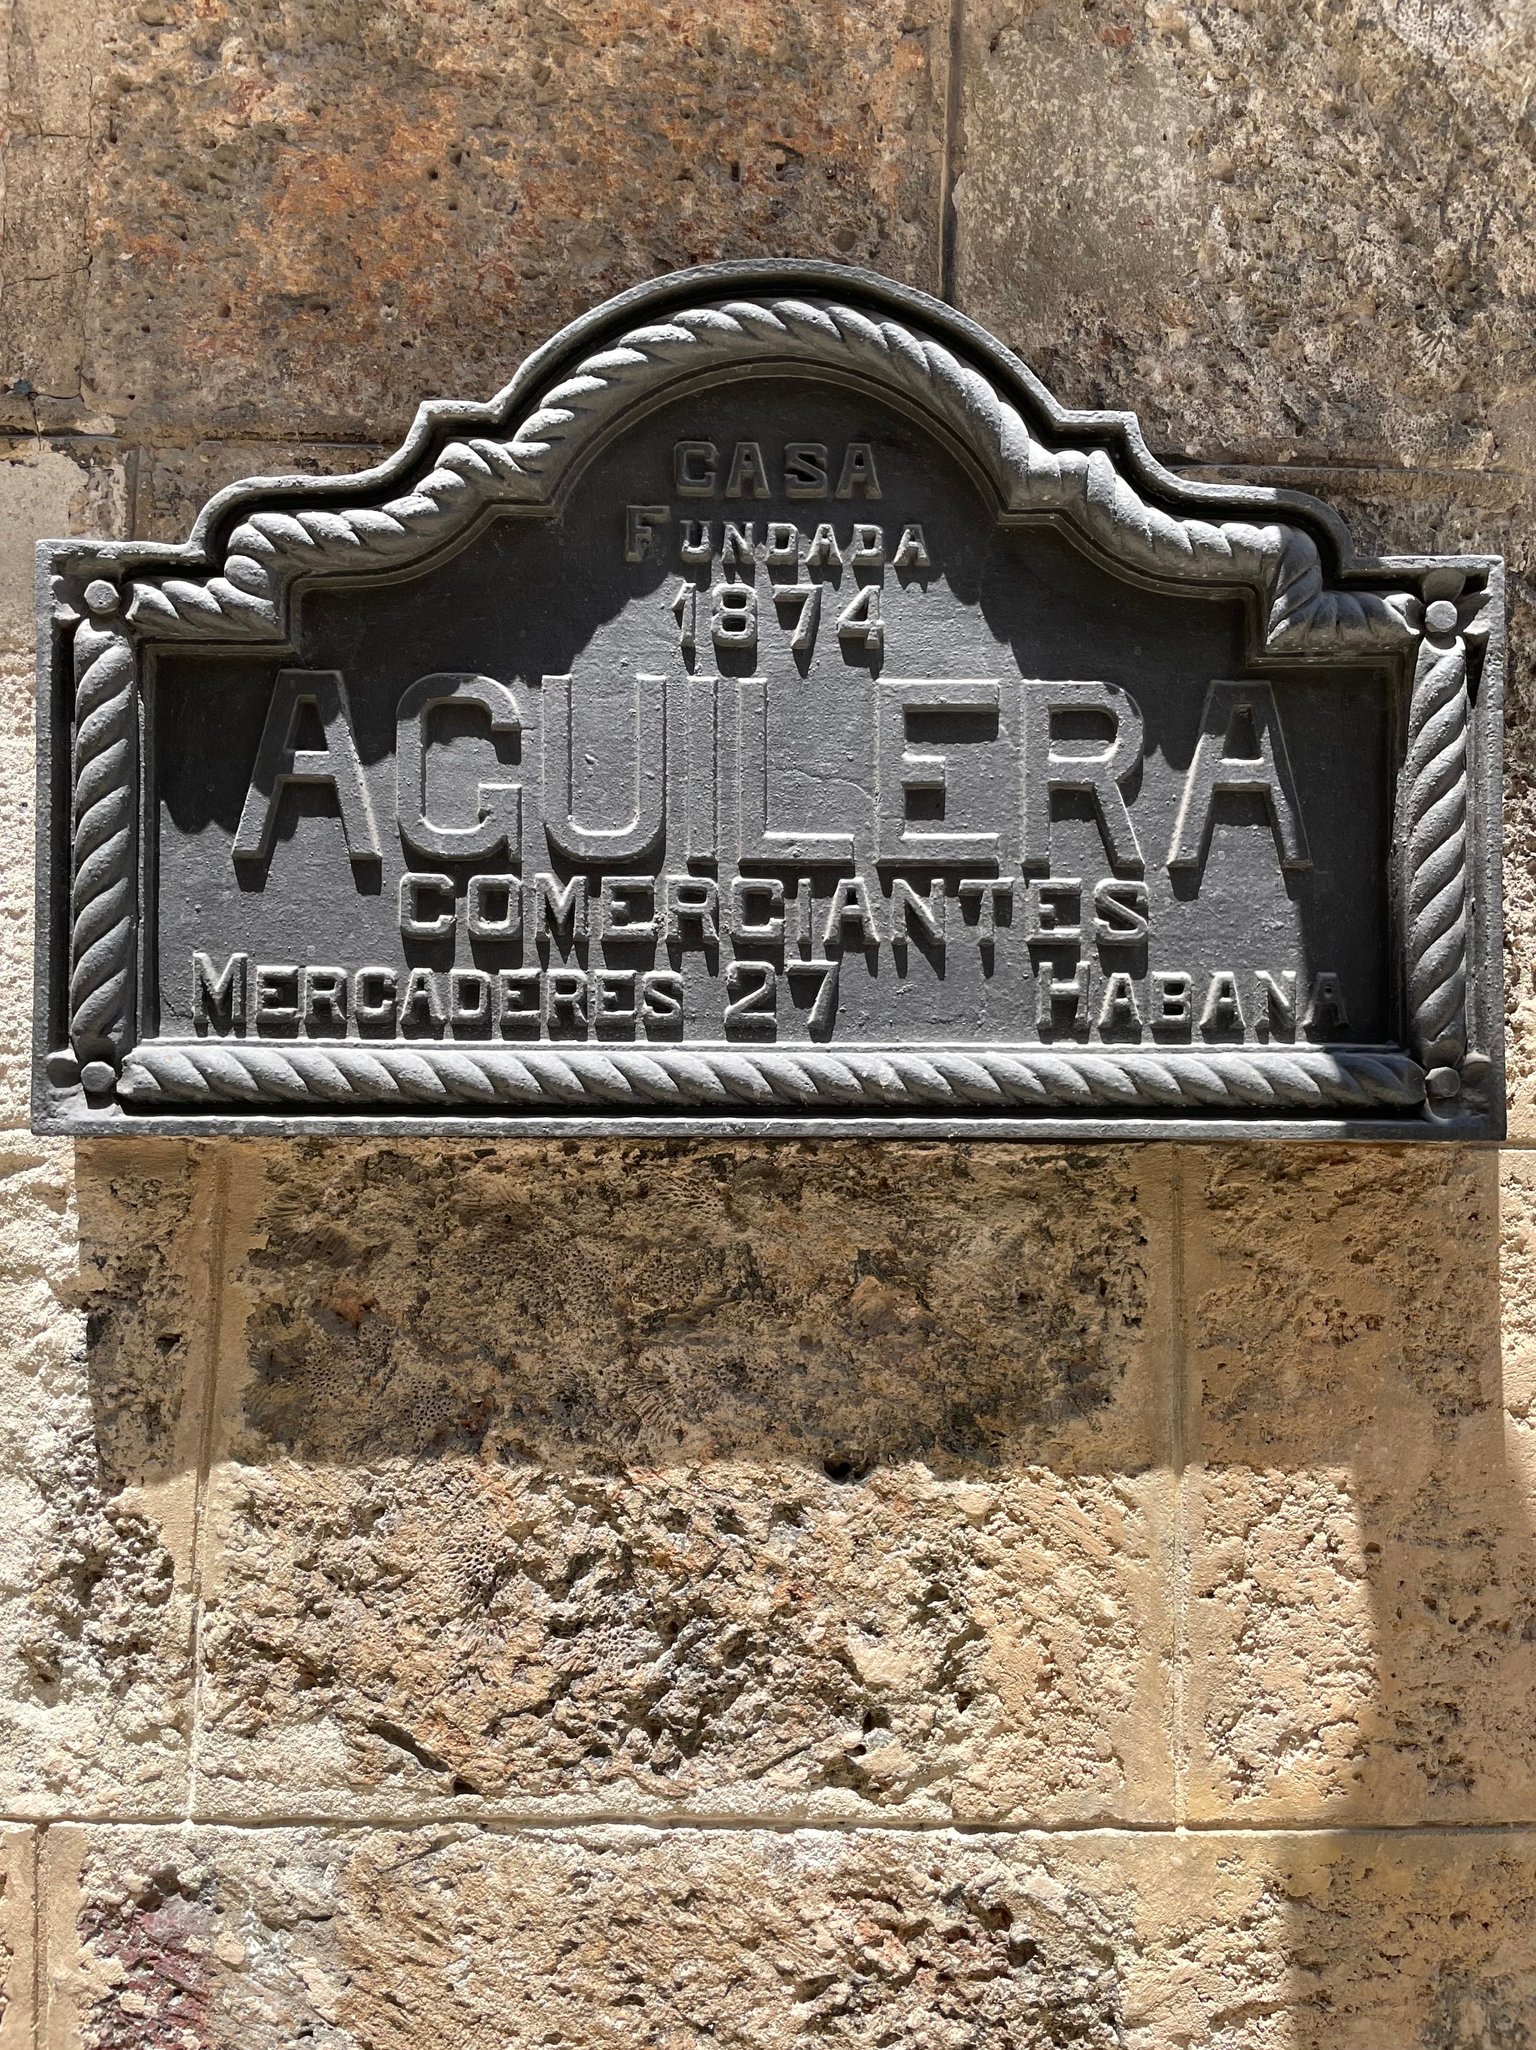 CASA
FUNDADA
1874
AGUILERA
COMERCIANTES
MERCADERES 27 HABANA